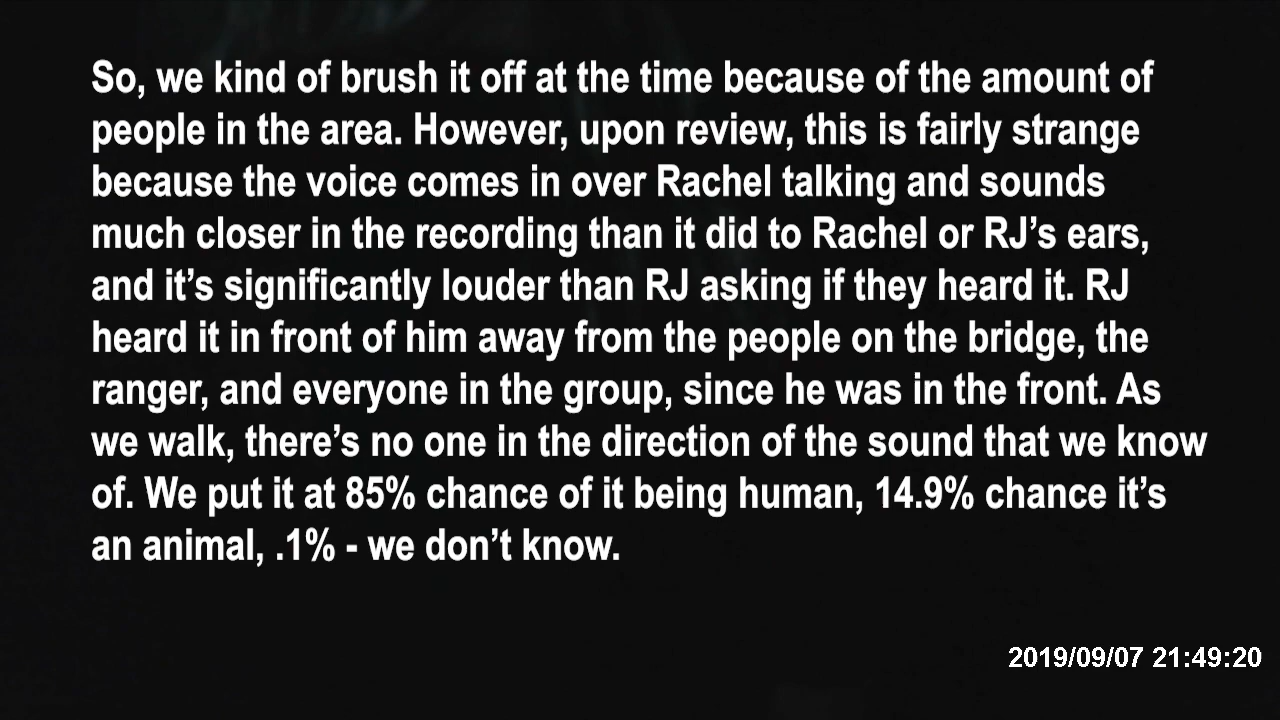 So, we kind of brush it off at the time because of the amount of
people in the area. However, upon review, this is fairly strange
because the voice comes in over Rachel talking and sounds
much closer in the recording than it did to Rachel or RJ’s ears,
and it’s significantly louder than RJ asking if they heard it. RJ
heard it in front of him away from the people on the bridge, the
ranger, and everyone in the group, since he was in the front. As
we walk, there’s no one in the direction of the sound that we know
of. We put it at 85% chance of it being human, 14.9% chance it’s
an animal, .1% - we don’t know.
2019/09/07 21:49:20